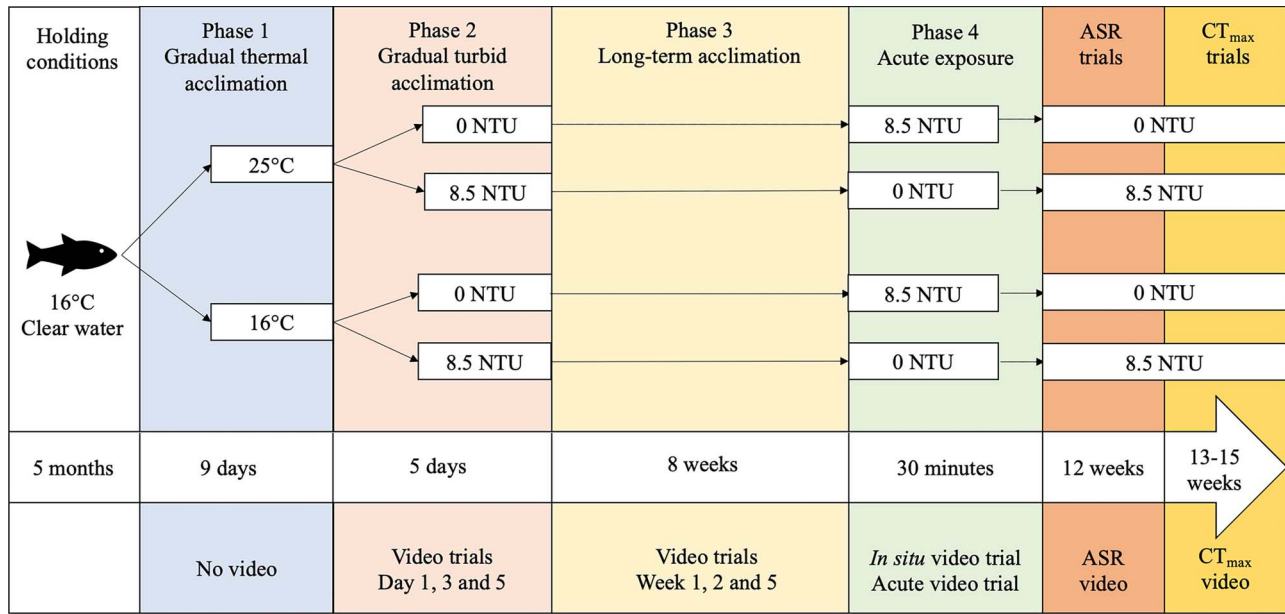 Holding
conditions
Phase 1
Gradual thermal
acclimation
Phase 2
Gradual turbid
acclimation
Phase 3
Long-term acclimation
Phase 4
Acute exposure
ASR
trials
CTmax
trials
0 NTU
8.5 NTU
0 NTU
25°C
8.5 NTU
0 NTU
8.5 NTU
16°C
Clear water
0 NTU
8.5 NTU
0 NTU
16°C
8.5 NTU
0 NTU
8.5 NTU
5 months
9 days
5 days
8 weeks
30 minutes
12 weeks
13-15
weeks
No video
Video trials
Day 1, 3 and 5
Video trials
Week 1, 2 and 5
In situ video trial
Acute video trial
ASR
video
CTmax
video